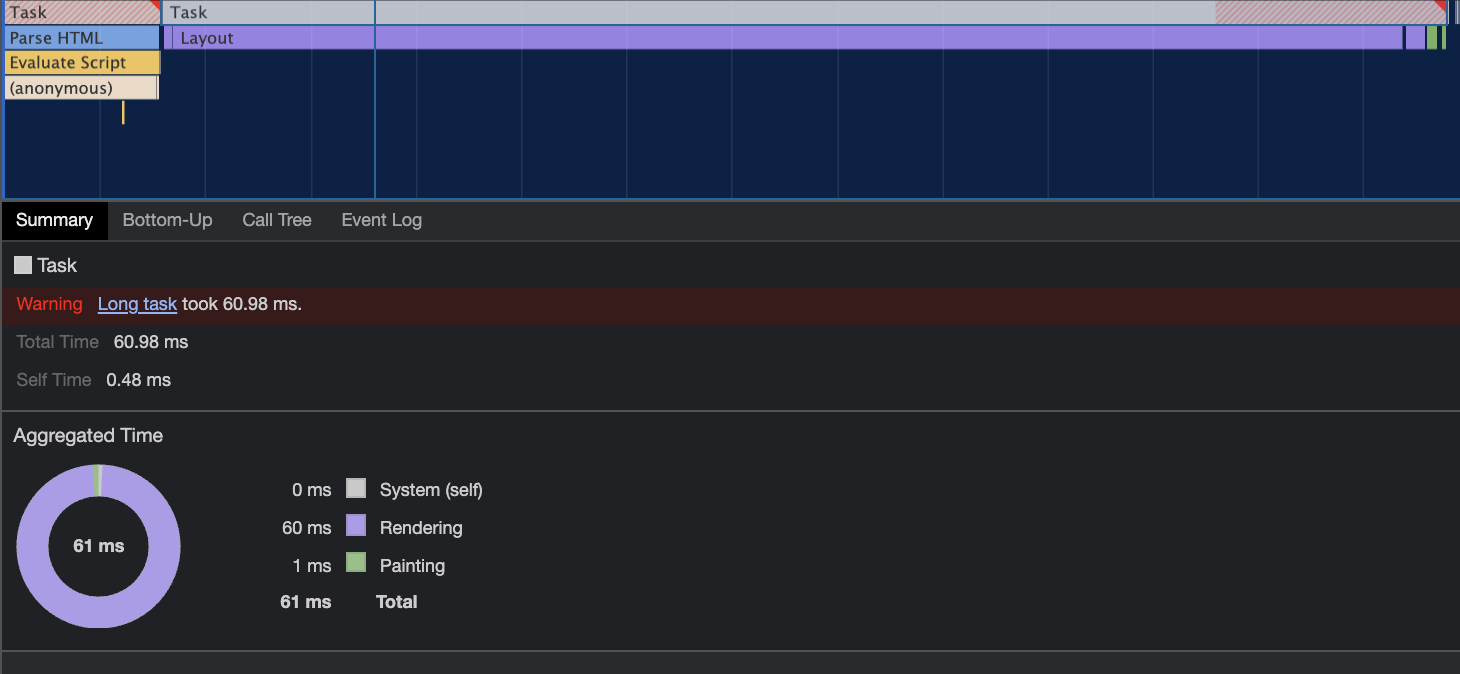 Task Task
Parse HTML Layout
Evaluate Script
(anonymous)
Summary Bottom-Up Call Tree Event Log
Task
Warning Long task took 60.98 ms.
Total Time 60.98 ms
Self Time 0.48 ms
Aggregated Time
0 ms System (self)
60 ms Rendering
61 ms
1 ms Painting
61 ms Total